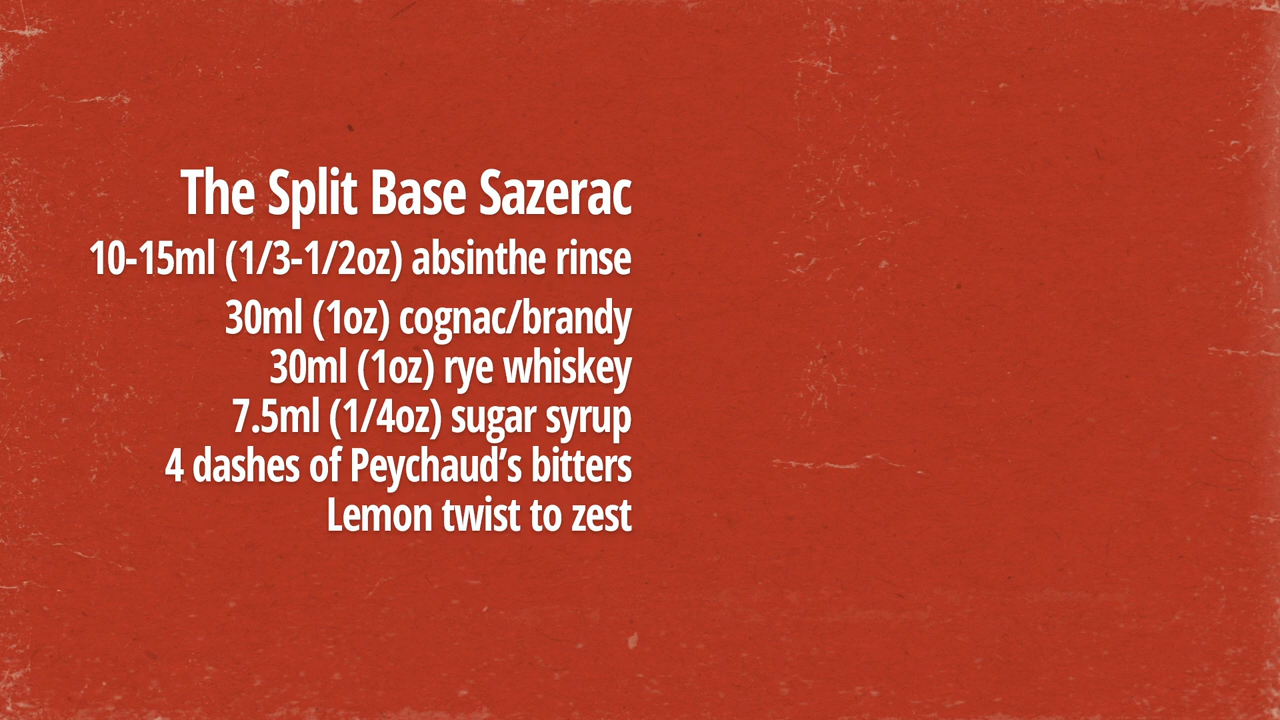 The Split Base Sazerac
10-15ml (1/3-1/2oz) absinthe rinse
30ml (1oz) cognac/brandy
30ml (1oz) rye whiskey
7.5ml (1/4oz) sugar syrup
4 dashes of Peychaud’s bitters
Lemon twist to zest